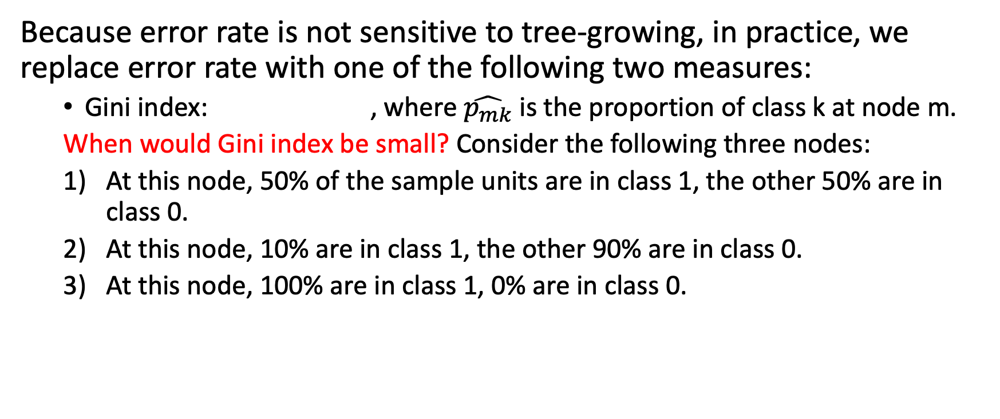 Because error rate is not sensitive to tree-growing, in practice, we
replace error rate with one of the following two measures:
• Gini index: , where \widehat{p_{mk}} is the proportion of class k at node m.
When would Gini index be small? Consider the following three nodes:
1) At this node, 50% of the sample units are in class 1, the other 50% are in
class 0.
2) At this node, 10% are in class 1, the other 90% are in class 0.
3) At this node, 100% are in class 1, 0% are in class 0.